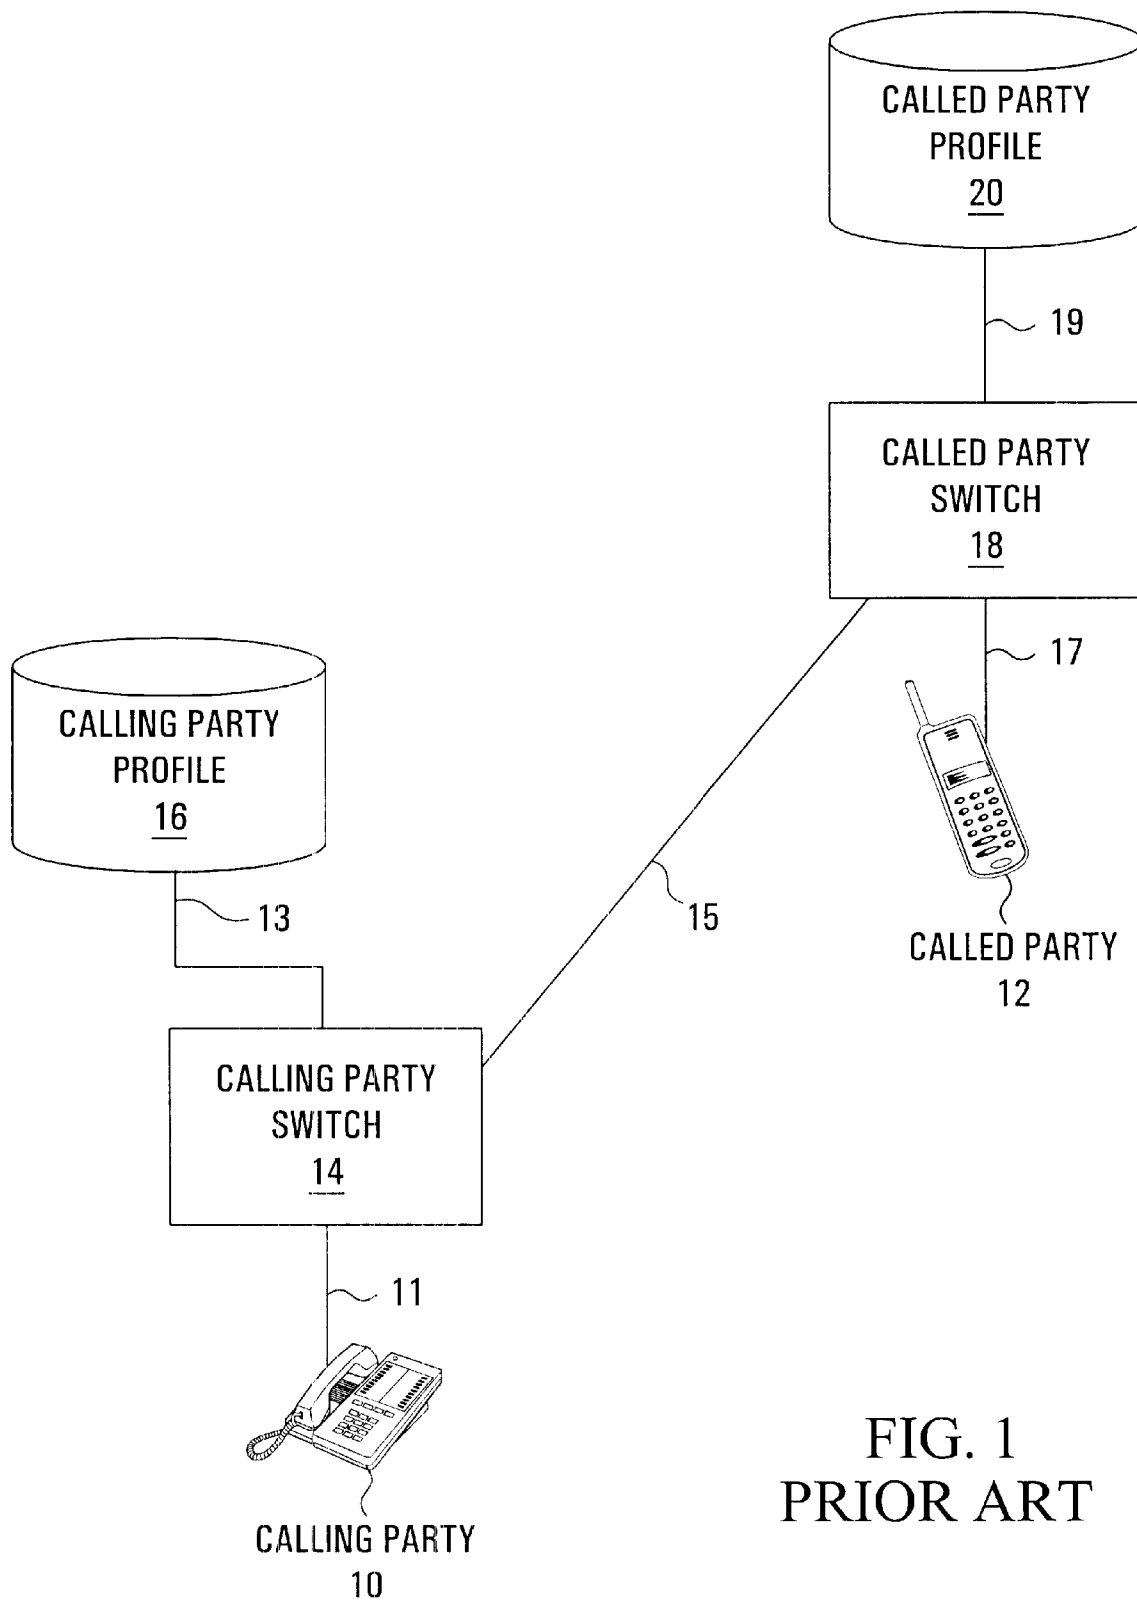 CALLED PARTY
PROFILE
20
19
CALLED PARTY
SWITCH
18
17
CALLING PARTY
PROFILE
16
13
15
CALLED PARTY
12
CALLING PARTY
SWITCH
14
11
CALLING PARTY
10
FIG. 1
PRIOR ART